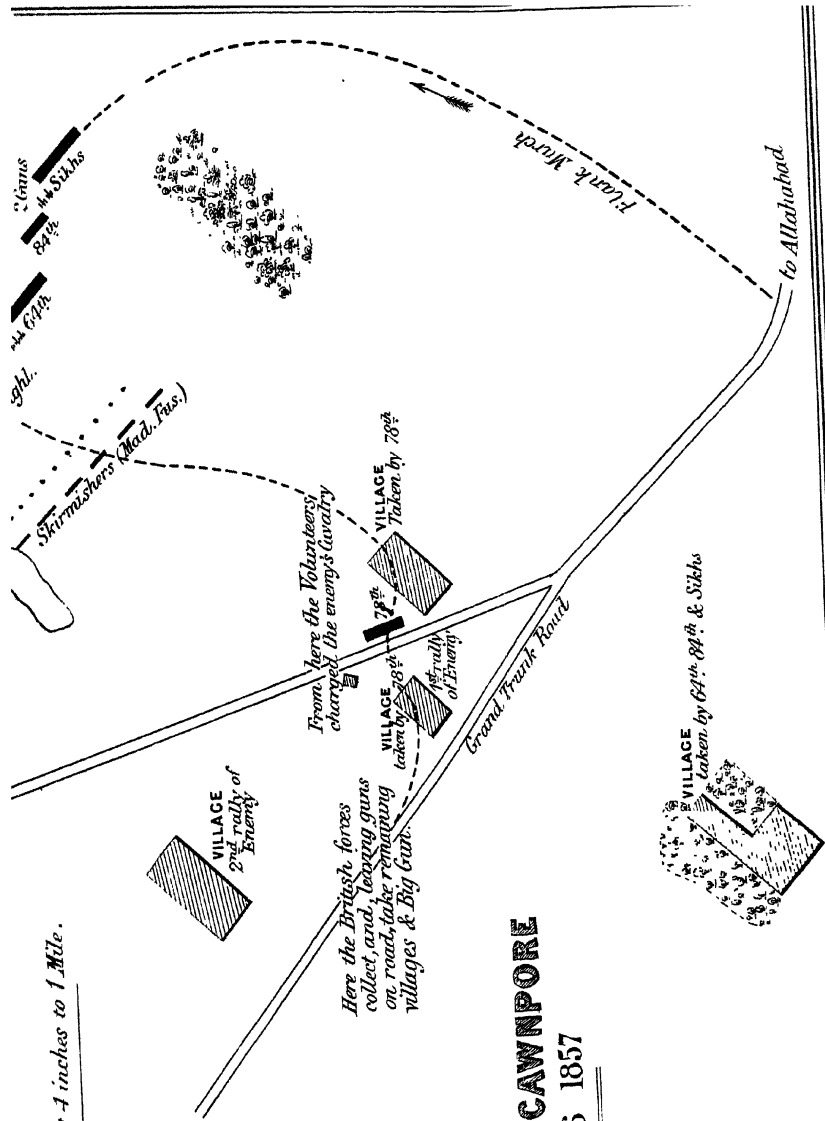 2 Guns
Sikhs
84th
64th
ghl.
Skirmishers (Mad. Fus.)
Flank March
to Allahabad
VILLAGE
Taken by 78th
From here the Volunteers,
charged the enemy's Cavalry
78th
VILLAGE
taken by 78th
1st rally
of Enemy
Grand Trunk Road
VILLAGE
2nd rally of
Enemy
Here the British forces
collect, and, leaving guns
on road, take remaining
villages & Big Gun.
VILLAGE
taken by 64th 84th & Sikhs
4 inches to 1 Mile.
CAWNPORE
1857